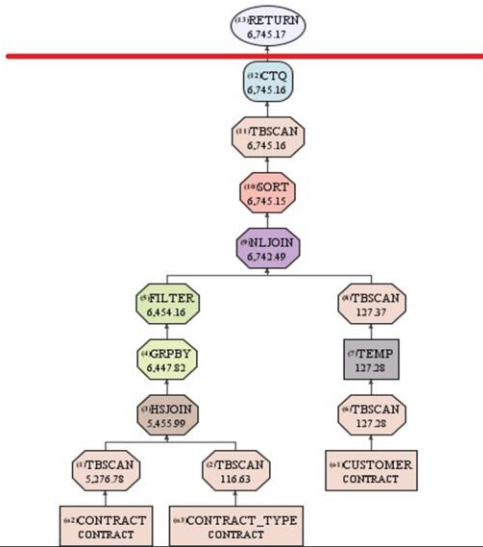 (13)RETURN
6,745.17
(12)CTQ
6,745.16
(11)TBSCAN
6,745.16
(10)SORT
6,745.15
(9)NLJOIN
6,742.49
(5)FILTER
6,454.16
(8)TBSCAN
127.37
(4)GRPBY
6,447.82
(7)TEMP
127.28
(3)HSJOIN
5,455.99
(6)TBSCAN
127.28
(1)TBSCAN
5,276.78
(2)TBSCAN
116.63
(61)CUSTOMER
CONTRACT
(62)CONTRACT
CONTRACT
(63)CONTRACT_TYPE
CONTRACT